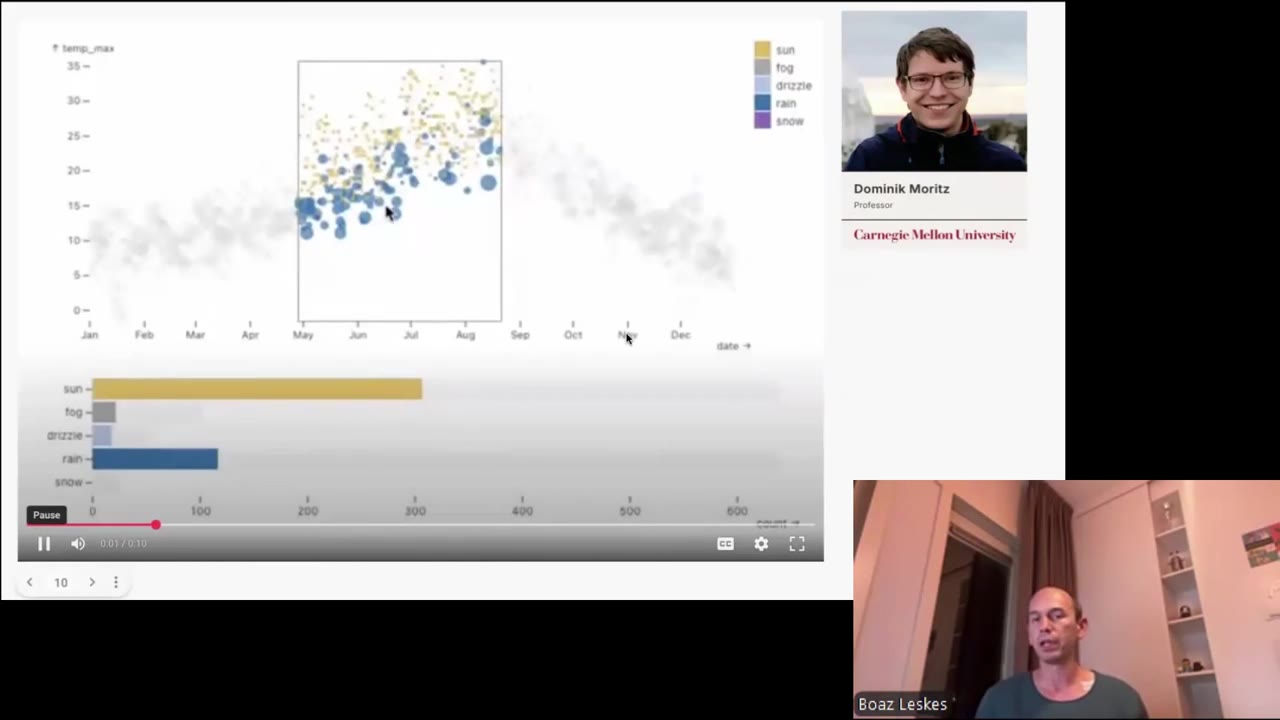 ↑ temp_max
35
30
25
20
15
10
5
0
Jan Feb Mar Apr May Jun Jul Aug Sep Oct Nov Dec
date →
sun
fog
drizzle
rain
snow
sun
fog
drizzle
rain
snow
0 100 200 300 400 500 600
count →
Pause
0:01 / 0:10
CC
10
Dominik Moritz
Professor
Carnegie Mellon University
Boaz Leskes